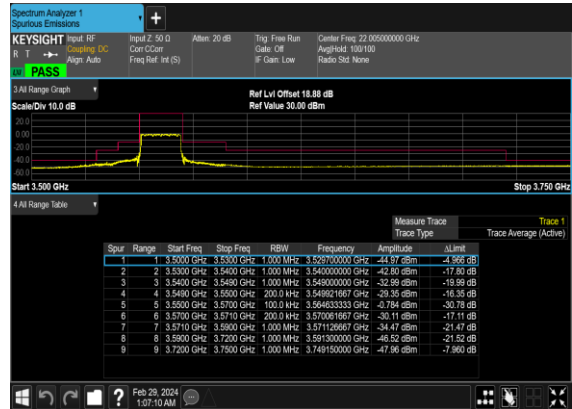 Spectrum Analyzer 1
Spurious Emissions
KEYSIGHT Input: RF Input Z: 50 Ω Atten: 20 dB Trig: Free Run Center Freq: 22.005000000 GHz
R T Coupling: DC Corr CCorr Gate: Off Avg|Hold: 100/100
Align: Auto Freq Ref: Int (S) IF Gain: Low Radio Std: None
PASS
3 All Range Graph
Ref Lvl Offset 18.88 dB
Scale/Div 10.0 dB Ref Value 30.00 dBm
20.0
0.00
-20.0
-40.0
-60.0
Start 3.500 GHz Stop 3.750 GHz
4 All Range Table
Measure Trace Trace 1
Trace Type Trace Average (Active)
Spur Range Start Freq Stop Freq RBW Frequency Amplitude ΔLimit
1 1 3.5000 GHz 3.5300 GHz 1.000 MHz 3.529700000 GHz -44.97 dBm -4.966 dB
2 2 3.5300 GHz 3.5400 GHz 1.000 MHz 3.540000000 GHz -42.80 dBm -17.80 dB
3 3 3.5400 GHz 3.5490 GHz 1.000 MHz 3.549000000 GHz -32.99 dBm -19.99 dB
4 4 3.5490 GHz 3.5500 GHz 200.0 kHz 3.549921667 GHz -29.35 dBm -16.35 dB
5 5 3.5500 GHz 3.5700 GHz 100.0 kHz 3.564633333 GHz -0.784 dBm -30.78 dB
6 6 3.5700 GHz 3.5710 GHz 200.0 kHz 3.570061667 GHz -30.11 dBm -17.11 dB
7 7 3.5710 GHz 3.5900 GHz 1.000 MHz 3.571126667 GHz -34.47 dBm -21.47 dB
8 8 3.5900 GHz 3.7200 GHz 1.000 MHz 3.591300000 GHz -46.52 dBm -21.52 dB
9 9 3.7200 GHz 3.7500 GHz 1.000 MHz 3.749150000 GHz -47.96 dBm -7.960 dB
Feb 29, 2024
1:07:10 AM